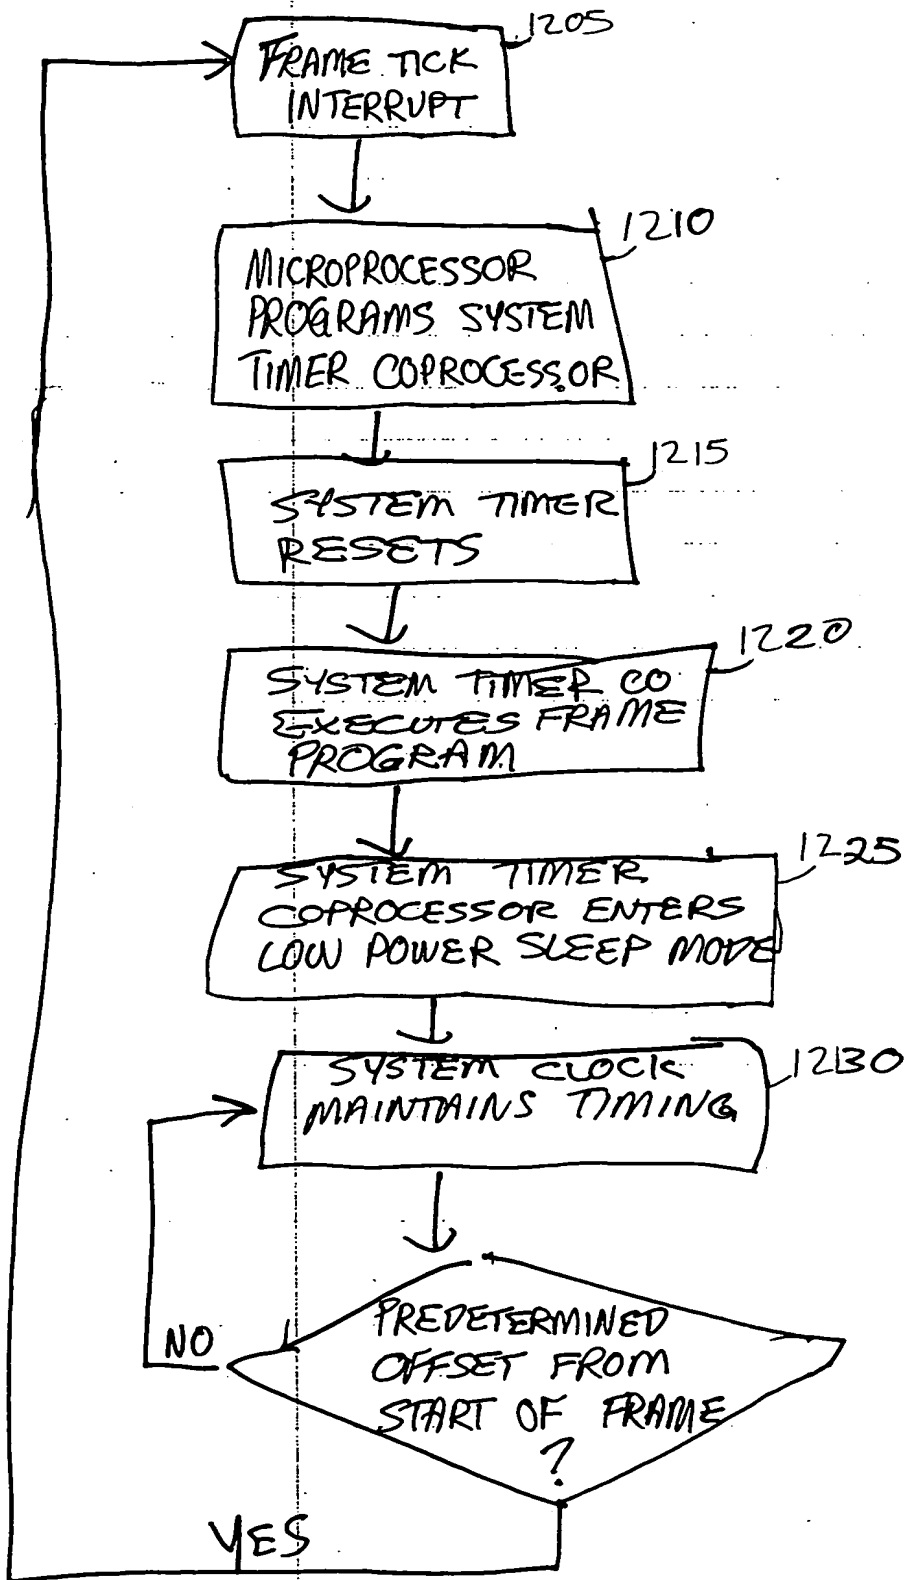 1205
FRAME TICK
INTERRUPT
1210
MICROPROCESSOR
PROGRAMS SYSTEM
TIMER COPROCESSOR
1215
SYSTEM TIMER
RESETS
1220
SYSTEM TIMER CO
EXECUTES FRAME
PROGRAM
1225
SYSTEM TIMER
COPROCESSOR ENTERS
LOW POWER SLEEP MODE
1230
SYSTEM CLOCK
MAINTAINS TIMING
PREDETERMINED
NO
OFFSET FROM
START OF FRAME
?
YES